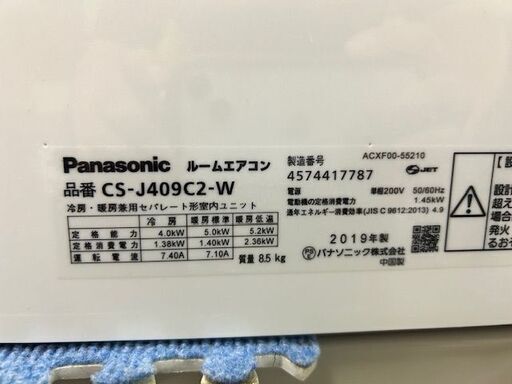 Panasonic ルームエアコン
品番 CS-J409C2-W
冷房・暖房兼用セパレート形室内ユニット
冷房 暖房標準 暖房低温
定格能力 4.0kW 5.0kW 5.2kW
定格消費電力 1.38kW 1.40kW 2.36kW
運転電流 7.40A 7.10A
質量 8.5 kg
ACXF00-55210
製造番号
4574417787
JET
電源 単相200V 50/60Hz
電動機の定格消費電力 1.45kW
通年エネルギー消費効率(JIS C 9612:2013) 4.9
2019年製
パナソニック株式会社
中国製
設計
超え
場合
発火
るおそ